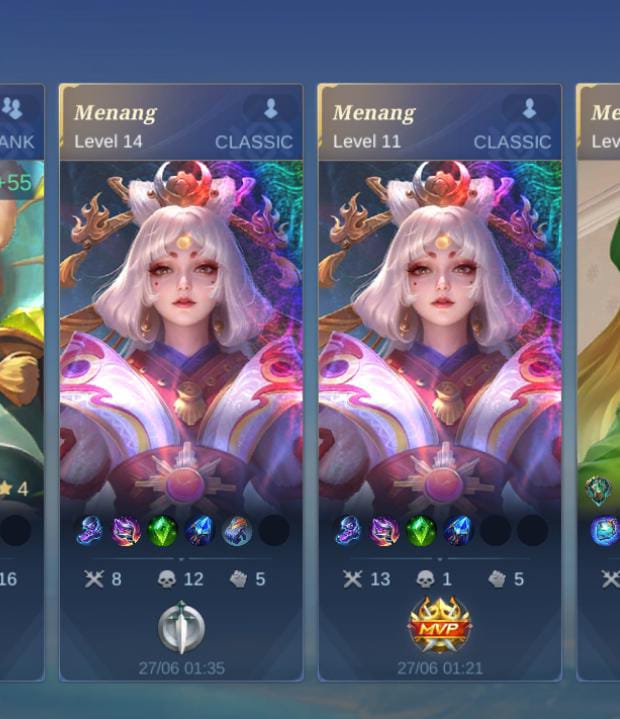 ANK
+55
4
16
Menang
Level 14 CLASSIC
8 12 5
27/06 01:35
Menang
Level 11 CLASSIC
13 1 5
MVP
27/06 01:21
Me
Lev